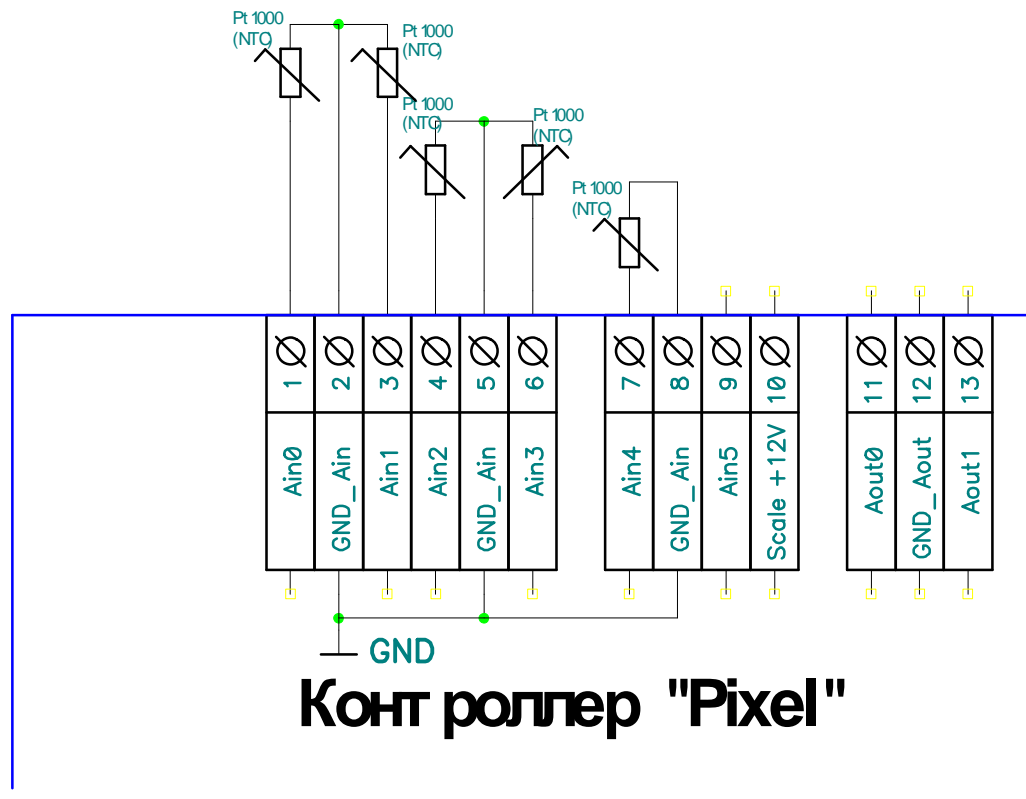 Pt 1000
(NTC)
Pt 1000
(NTC)
Pt 1000
(NTC)
Pt 1000
(NTC)
Pt 1000
(NTC)
1
2
3
4
5
6
7
8
9
10
11
12
13
Ain0
GND_Ain
Ain1
Ain2
GND_Ain
Ain3
Ain4
GND_Ain
Ain5
Scale +12V
Aout0
GND_Aout
Aout1
GND
Контроллер "Pixel"